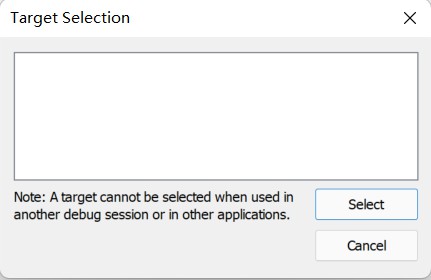 Target Selection
Note: A target cannot be selected when used in
another debug session or in other applications.
Select
Cancel